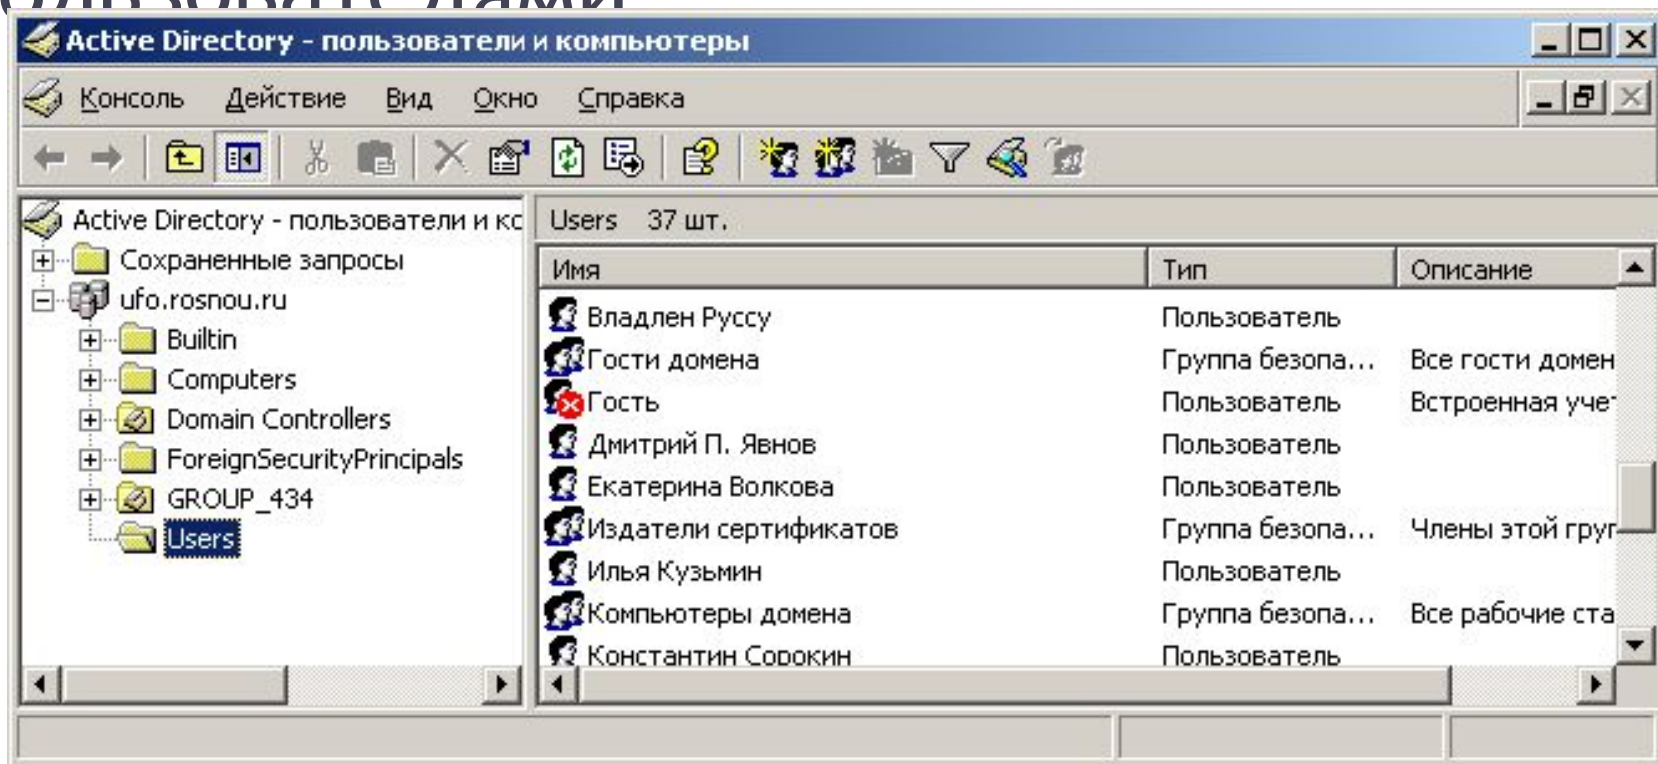 ользователями
Active Directory - пользователи и компьютеры
Консоль Действие Вид Окно Справка
Active Directory - пользователи и кс
Users 37 шт.
Сохраненные запросы
Имя Тип Описание
ufo.rosnou.ru
Builtin
Computers
Domain Controllers
ForeignSecurityPrincipals
GROUP_434
Users
Владлен Руссу Пользователь
Гости домена Группа безопа... Все гости домен
Гость Пользователь Встроенная учет
Дмитрий П. Явнов Пользователь
Екатерина Волкова Пользователь
Издатели сертификатов Группа безопа... Члены этой груг
Илья Кузьмин Пользователь
Компьютеры домена Группа безопа... Все рабочие ста
Константин Сорокин Пользователь